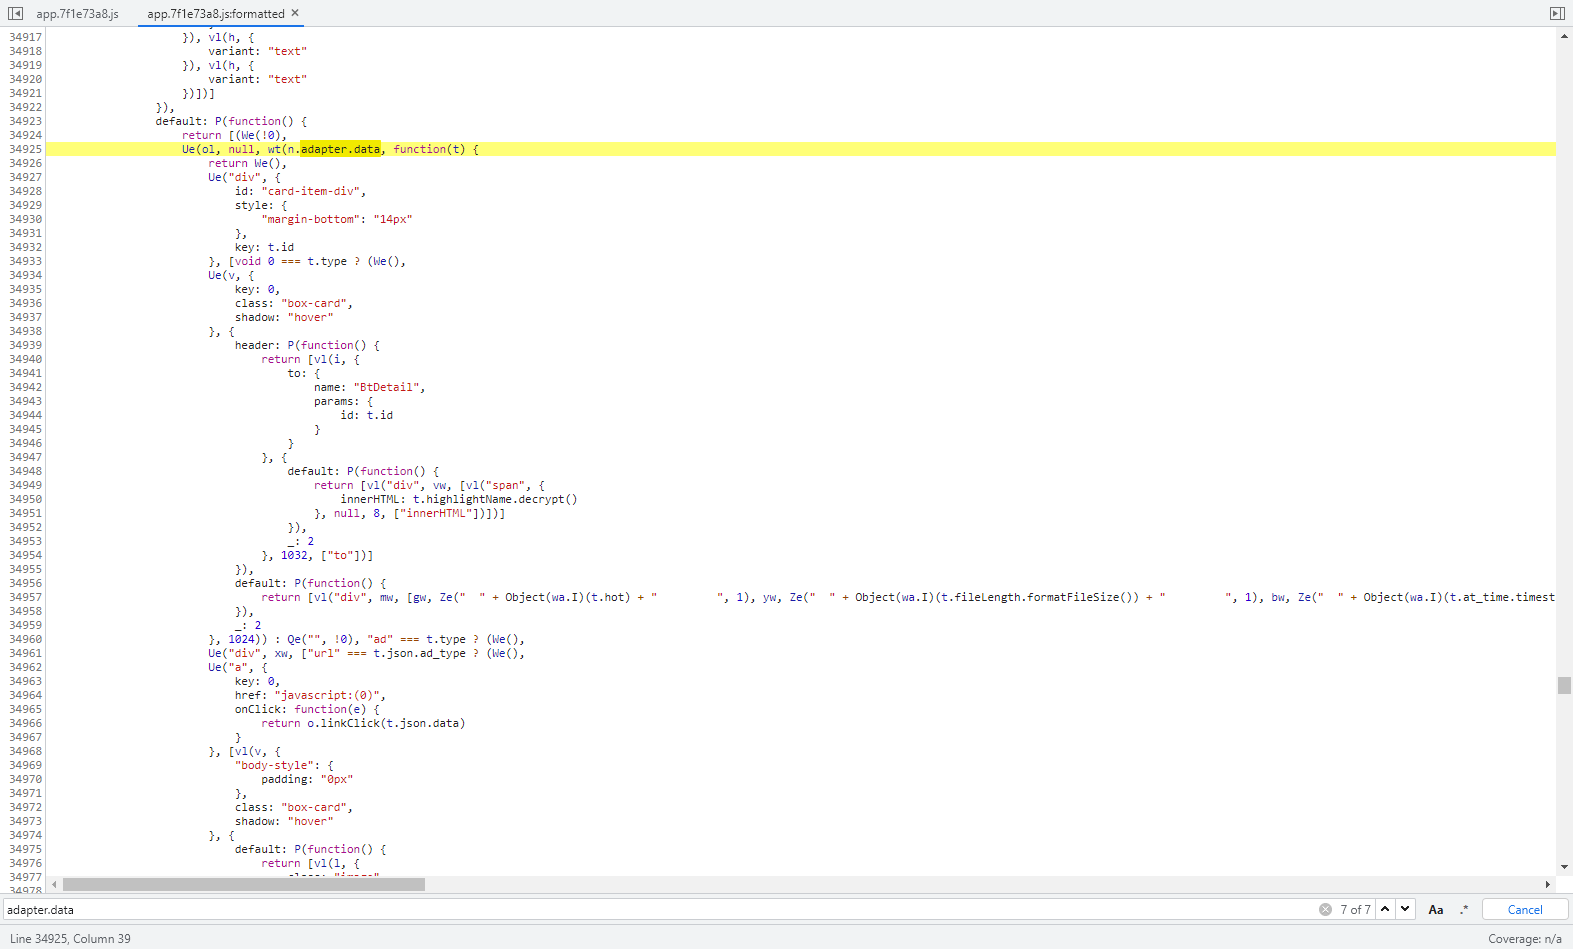 app.7f1e73a8.js app.7f1e73a8.js:formatted ×
34917 }), vl(h, {
34918 variant: "text"
34919 }), vl(h, {
34920 variant: "text"
34921 })])]
34922 }),
34923 default: P(function() {
34924 return [(We(!0),
34925 Ue(ol, null, wt(n.adapter.data, function(t) {
34926 return We(),
34927 Ue("div", {
34928 id: "card-item-div",
34929 style: {
34930 "margin-bottom": "14px"
34931 },
34932 key: t.id
34933 }, [void 0 === t.type ? (We(),
34934 Ue(v, {
34935 key: 0,
34936 class: "box-card",
34937 shadow: "hover"
34938 }, {
34939 header: P(function() {
34940 return [vl(i, {
34941 to: {
34942 name: "BtDetail",
34943 params: {
34944 id: t.id
34945 }
34946 }
34947 }, {
34948 default: P(function() {
34949 return [vl("div", vw, [vl("span", {
34950 innerHTML: t.highlightName.decrypt()
34951 }, null, 8, ["innerHTML"])])]
34952 }),
34953 _: 2
34954 }, 1032, ["to"])]
34955 }),
34956 default: P(function() {
34957 return [vl("div", mw, [gw, Ze("  " + Object(wa.I)(t.hot) + "         ", 1), yw, Ze("  " + Object(wa.I)(t.fileLength.formatFileSize()) + "         ", 1), bw, Ze("  " + Object(wa.I)(t.at_time.timest
34958 }),
34959 _: 2
34960 }, 1024)) : Qe("", !0), "ad" === t.type ? (We(),
34961 Ue("div", xw, ["url" === t.json.ad_type ? (We(),
34962 Ue("a", {
34963 key: 0,
34964 href: "javascript:(0)",
34965 onClick: function(e) {
34966 return o.linkClick(t.json.data)
34967 }
34968 }, [vl(v, {
34969 "body-style": {
34970 padding: "0px"
34971 },
34972 class: "box-card",
34973 shadow: "hover"
34974 }, {
34975 default: P(function() {
34976 return [vl(l, {
34977
34978
adapter.data 7 of 7 Aa .* Cancel
Line 34925, Column 39 Coverage: n/a